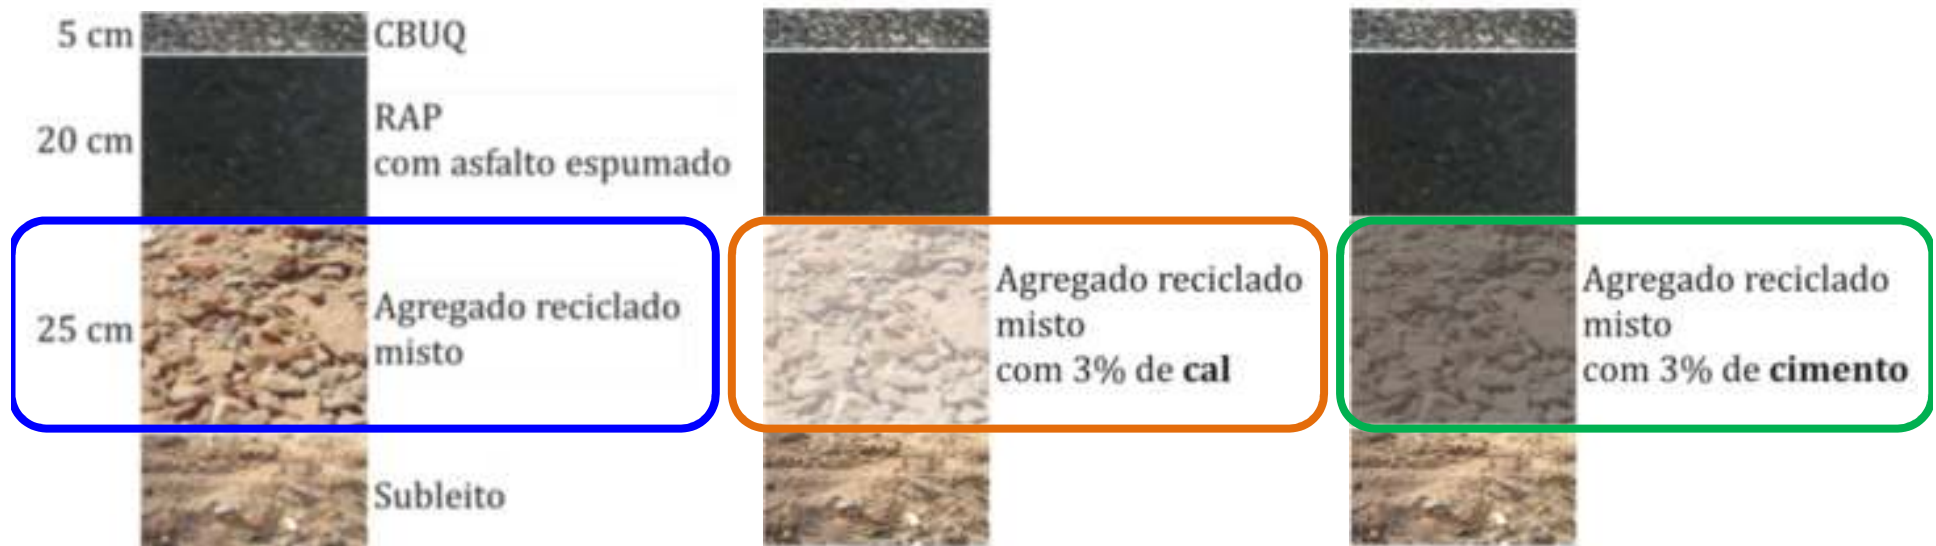 5 cm
CBUQ
20 cm
RAP
com asfalto espumado
25 cm
Agregado reciclado
misto
Subleito
Agregado reciclado
misto
com 3% de cal
Agregado reciclado
misto
com 3% de cimento